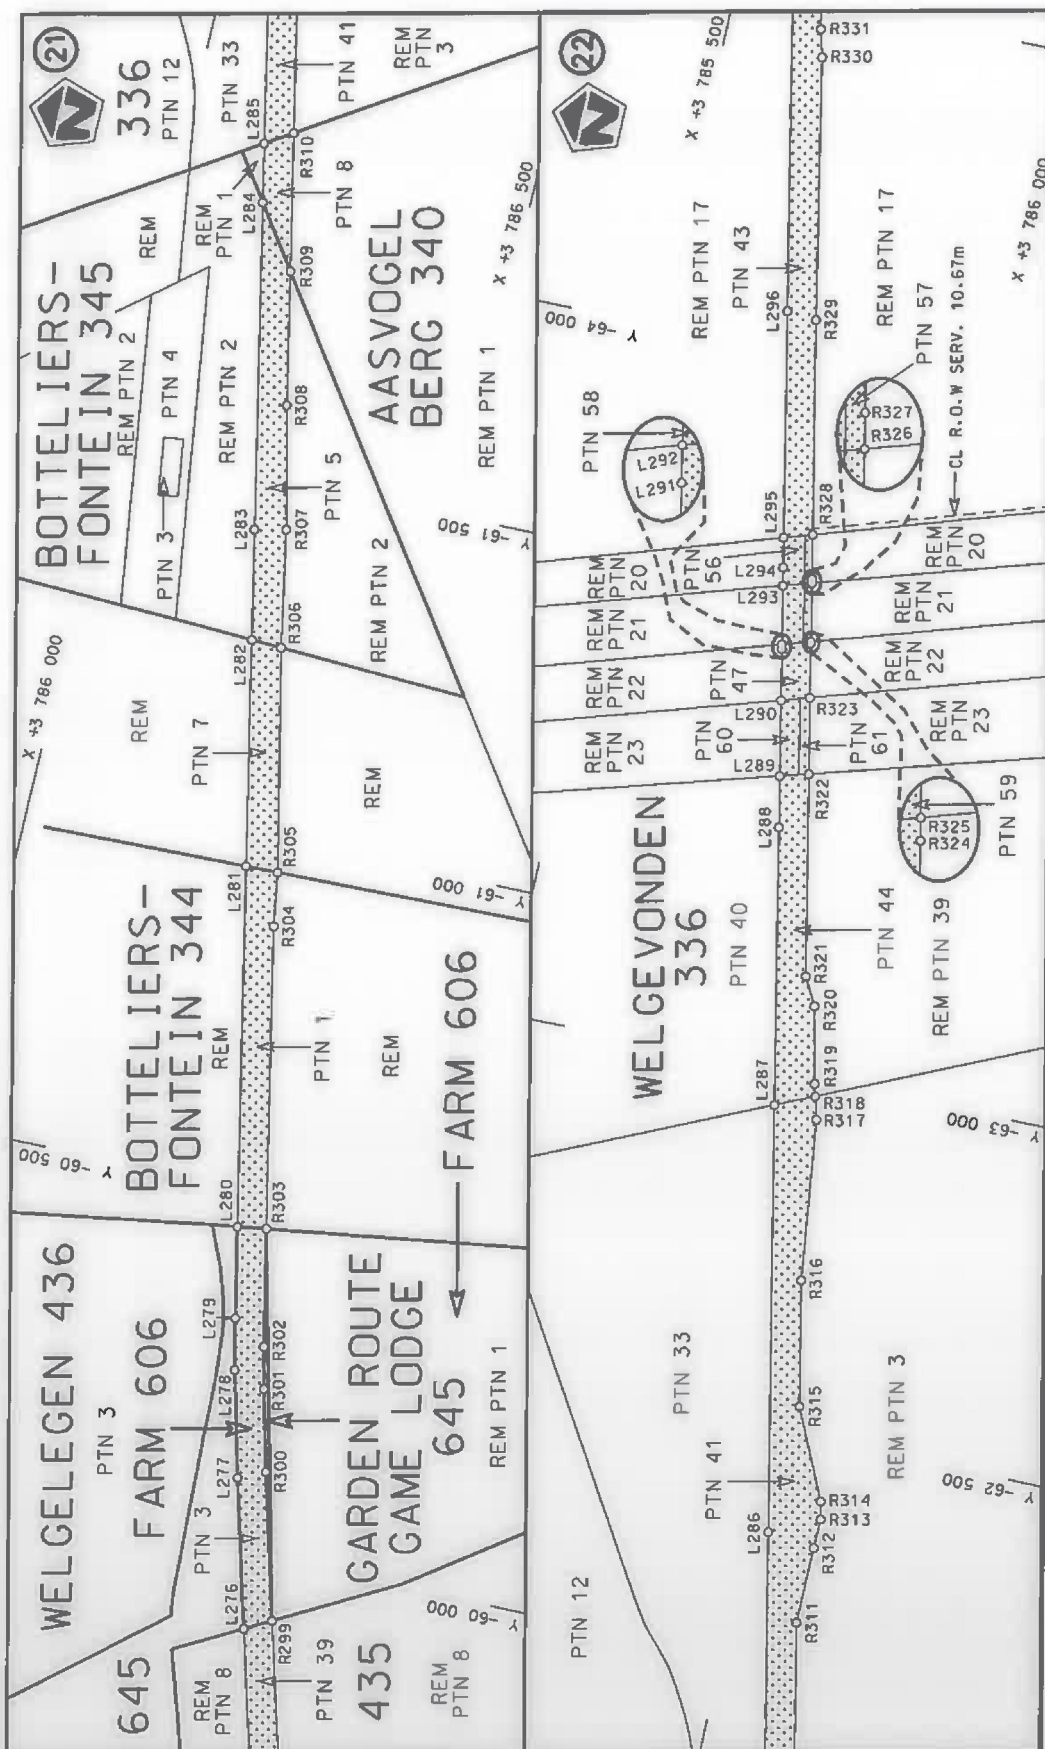 21
N
645
REM
PTN 8
WELGELEGEN 436
PTN 3
FARM 606
PTN 3
L276
L277
L278
L279
L280
R299
R300
R301
R302
R303
PTN 39
435
REM
PTN 8
GARDEN ROUTE
GAME LODGE
645
REM PTN 1
Y -60 000
FARM 606
Y -60 500
BOTTELIERS-
FONTEIN 344
REM
PTN 1
REM
L281
R304
R305
Y -61 000
X +3 786 000
REM
PTN 7
REM
L282
R306
BOTTELIERS-
FONTEIN 345
REM PTN 2
PTN 3
PTN 4
REM PTN 2
REM
REM
PTN 1
L283
L284
L285
R307
R308
R309
R310
PTN 5
REM PTN 2
Y -61 500
AASVOGEL
BERG 340
REM PTN 1
X +3 786 500
PTN 8
336
PTN 12
PTN 33
PTN 41
REM
PTN
3
22
N
PTN 12
L286
PTN 41
PTN 33
REM PTN 3
R311
R312
R313
R314
R315
R316
R317
R318
R319
R320
R321
Y -62 500
Y -63 000
L287
WELGEVONDEN
336
PTN 40
PTN 44
REM PTN 39
L288
L289
L290
R322
R323
REM
PTN
23
REM
PTN
22
REM
PTN
21
REM
PTN
20
PTN
60
PTN
47
PTN
56
PTN
61
REM
PTN
23
REM
PTN
22
REM
PTN
21
REM
PTN
20
R325
R324
PTN 59
L291
L292
PTN 58
L293
L294
L295
R328
R326
R327
PTN 57
CL R.O.W SERV. 10.67m
Y -64 000
L296
R329
REM PTN 17
PTN 43
REM PTN 17
X +3 785 500
X +3 786 000
R330
R331